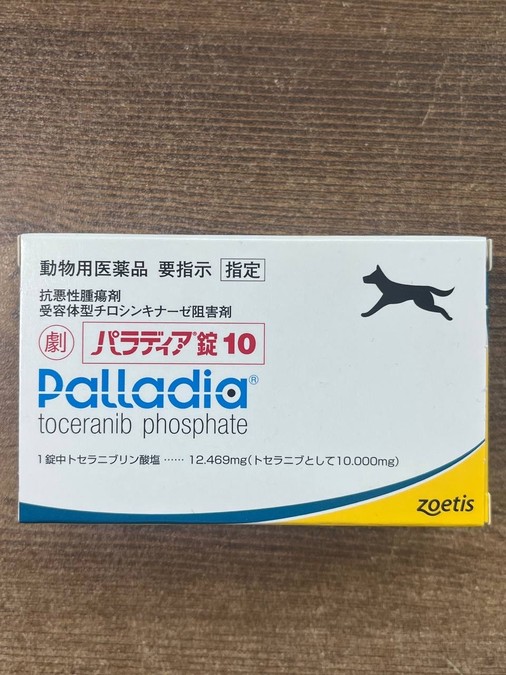 動物用医薬品 要指示 指定
抗悪性腫瘍剤
受容体型チロシンキナーゼ阻害剤
劇 パラディア®錠10
Palladia®
toceranib phosphate
1錠中トセラニブリン酸塩 …… 12.469mg(トセラニブとして10.000mg)
zoetis